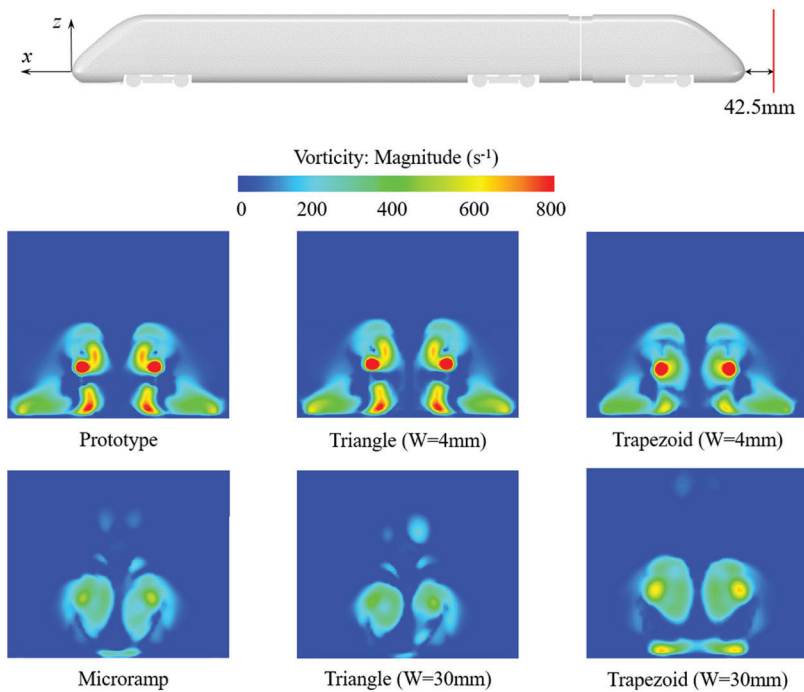 z
x
42.5mm
Vorticity: Magnitude (s⁻¹)
0 200 400 600 800
Prototype Triangle (W=4mm) Trapezoid (W=4mm)
Microramp Triangle (W=30mm) Trapezoid (W=30mm)